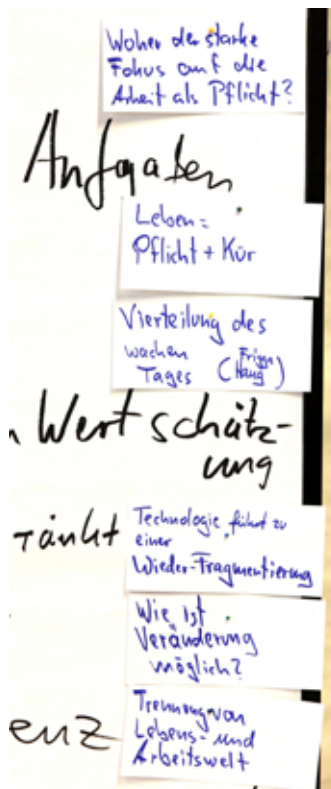 Woher der starke
Fokus auf die
Arbeit als Pflicht?
Aufgaben
Leben =
Pflicht + Kür
Vierteilung des
wachen
Tages (Frigga Haug)
Wertschätz-
ung
ränkt
Technologie führt zu
einer
Wieder-Fragmentierung
Wie ist
Veränderung
möglich?
Trennung von
Lebens- und
Arbeitswelt
enz